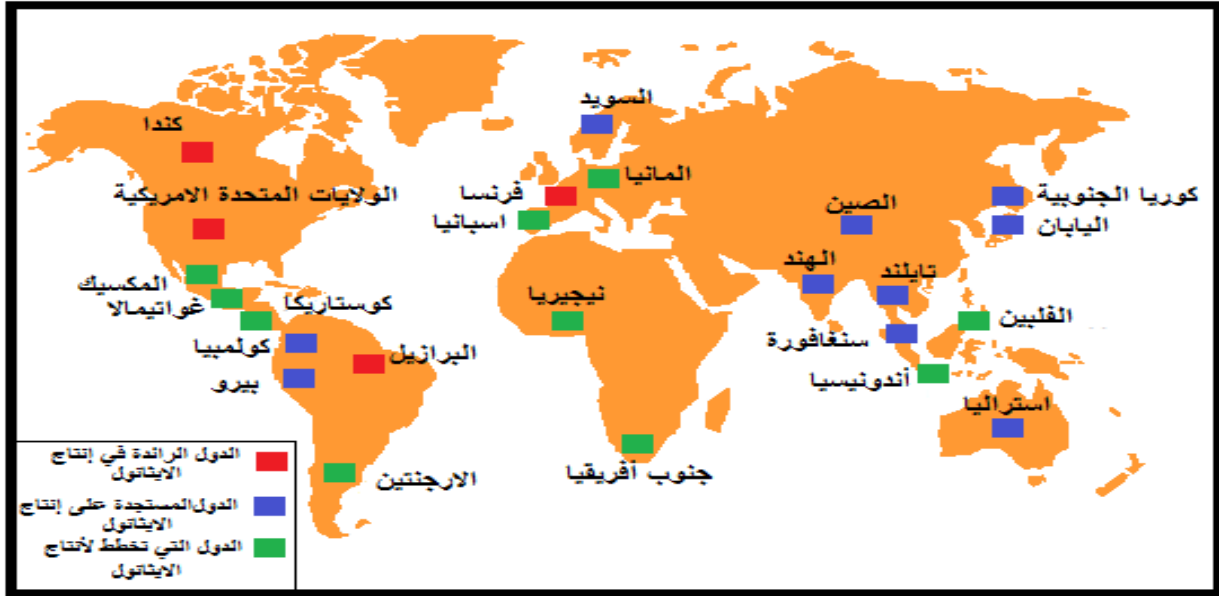 السويد
كندا
المانيا
فرنسا
الولايات المتحدة الامريكية
اسبانيا
كوريا الجنوبية
الصين
اليابان
الهند
تايلند
المكسيك
غواتيمالا
كوستاريكا
نيجيريا
الفلبين
سنغافورة
كولمبيا
البرازيل
بيرو
أندونيسيا
استراليا
جنوب أفريقيا
الارجنتين
الدول الرائدة في إنتاج
الايثانول
الدول المستجدة على إنتاج
الايثانول
الدول التي تخطط لأنتاج
الايثانول